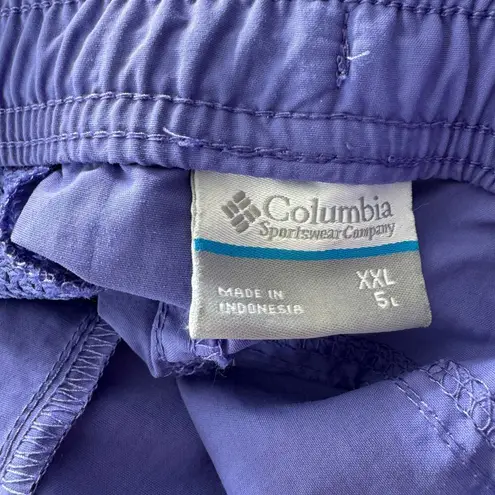 Columbia
Sportswear Company
XXL
5L
MADE IN
INDONESIA